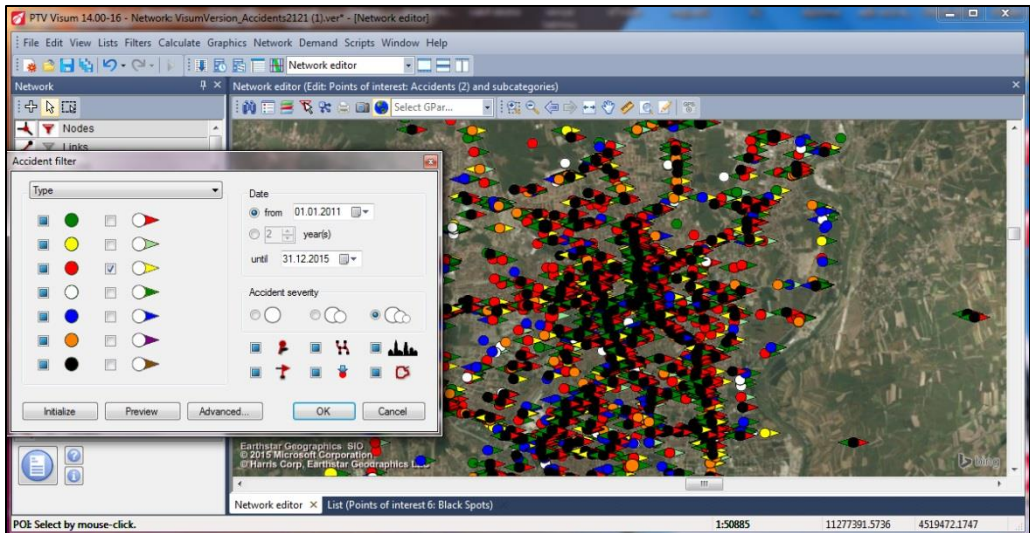 PTV Visum 14.00-16 - Network: VisumVersion_Accidents2121 (1).ver* - [Network editor]
File Edit View Lists Filters Calculate Graphics Network Demand Scripts Window Help
Network editor
Network
Network editor (Edit: Points of interest: Accidents (2) and subcategories)
Select GPar...
Nodes
Links
Accident filter
Type
Date
from 01.01.2011
2 year(s)
until 31.12.2015
Accident severity
Initialize Preview Advanced... OK Cancel
Earthstar Geographics SIO
© 2015 Microsoft Corporation
© Harris Corp, Earthstar Geographics
bing
Network editor × List (Points of interest 6: Black Spots)
POI: Select by mouse-click. 1:50885 11277391.5736 4519472.1747